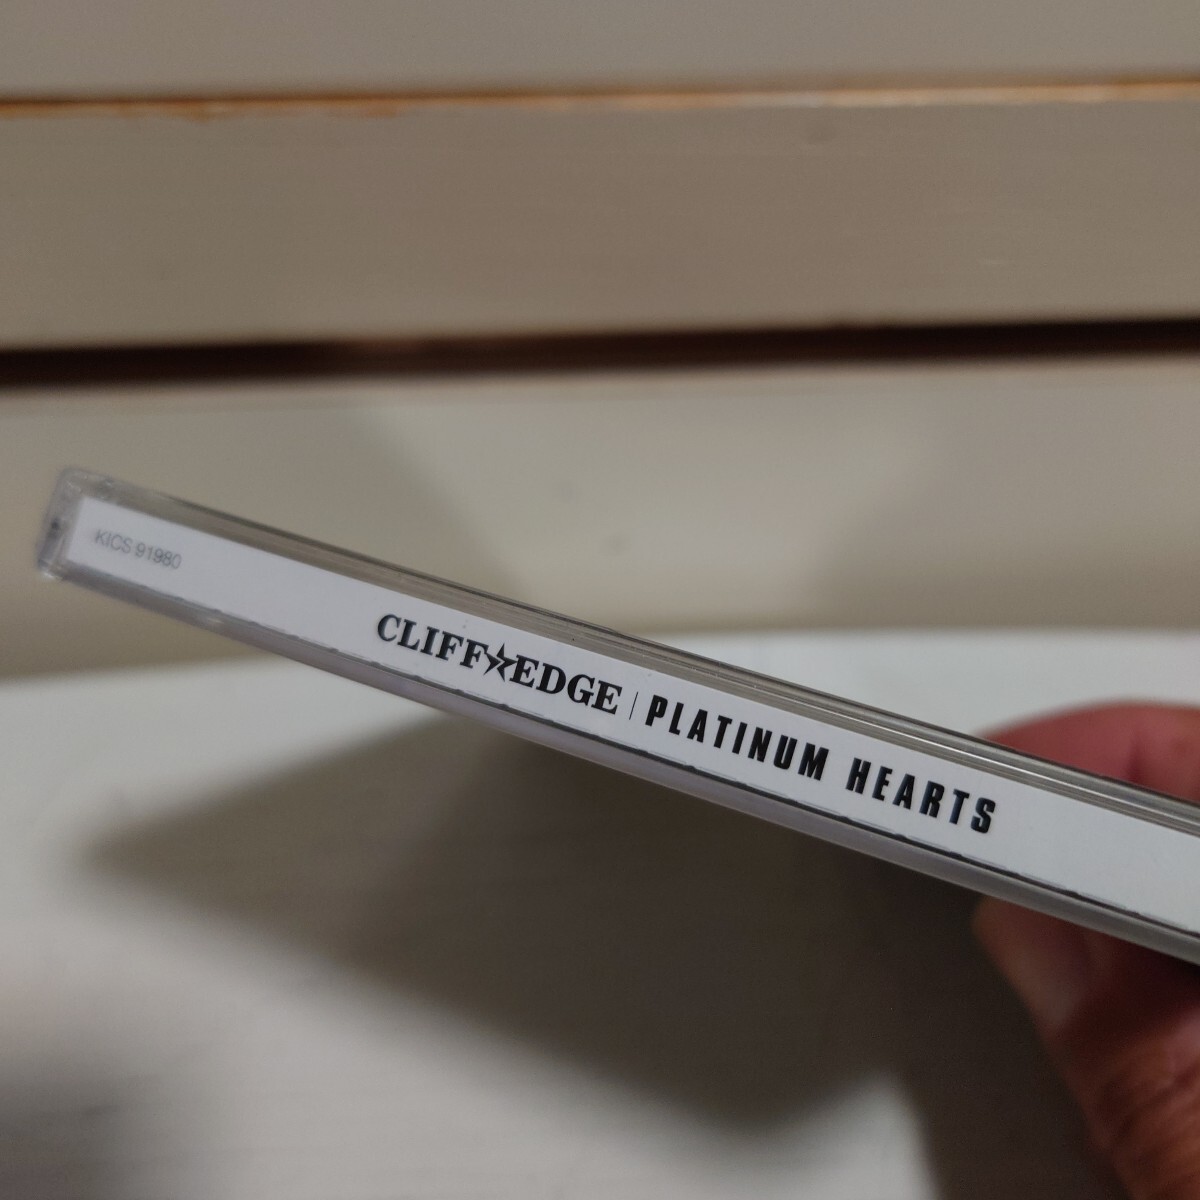 KICS 91980
CLIFF★EDGE | PLATINUM HEARTS